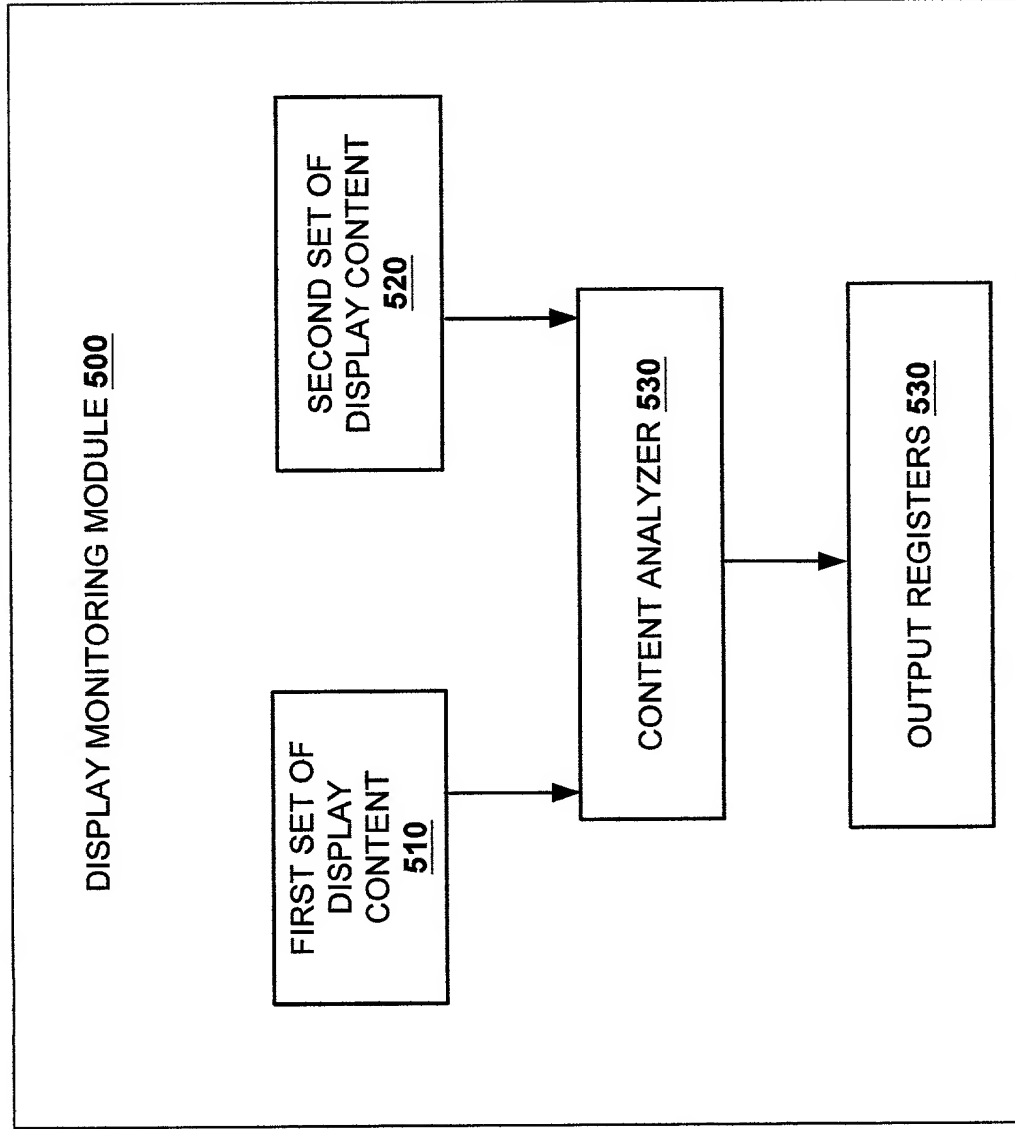 DISPLAY MONITORING MODULE 500
FIRST SET OF
DISPLAY
CONTENT
510
SECOND SET OF
DISPLAY CONTENT
520
CONTENT ANALYZER 530
OUTPUT REGISTERS 530